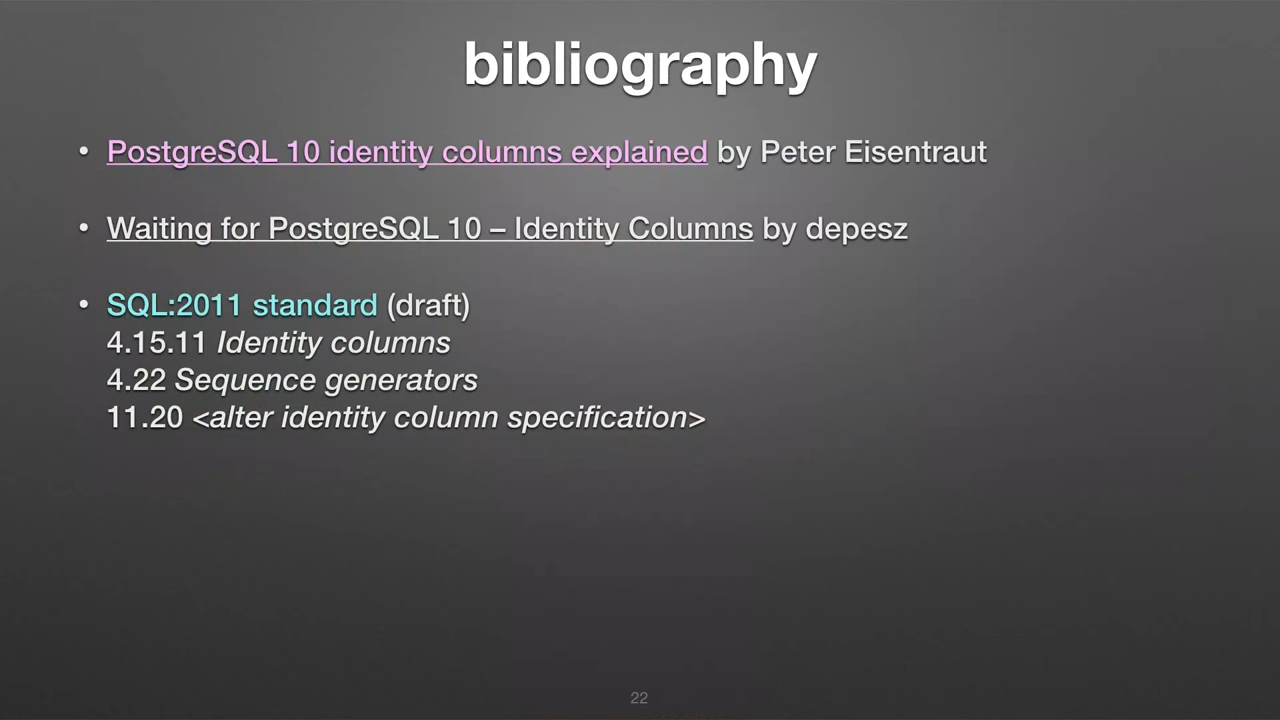 bibliography
• PostgreSQL 10 identity columns explained by Peter Eisentraut
• Waiting for PostgreSQL 10 – Identity Columns by depesz
• SQL:2011 standard (draft)
4.15.11 Identity columns
4.22 Sequence generators
11.20 <alter identity column specification>
22